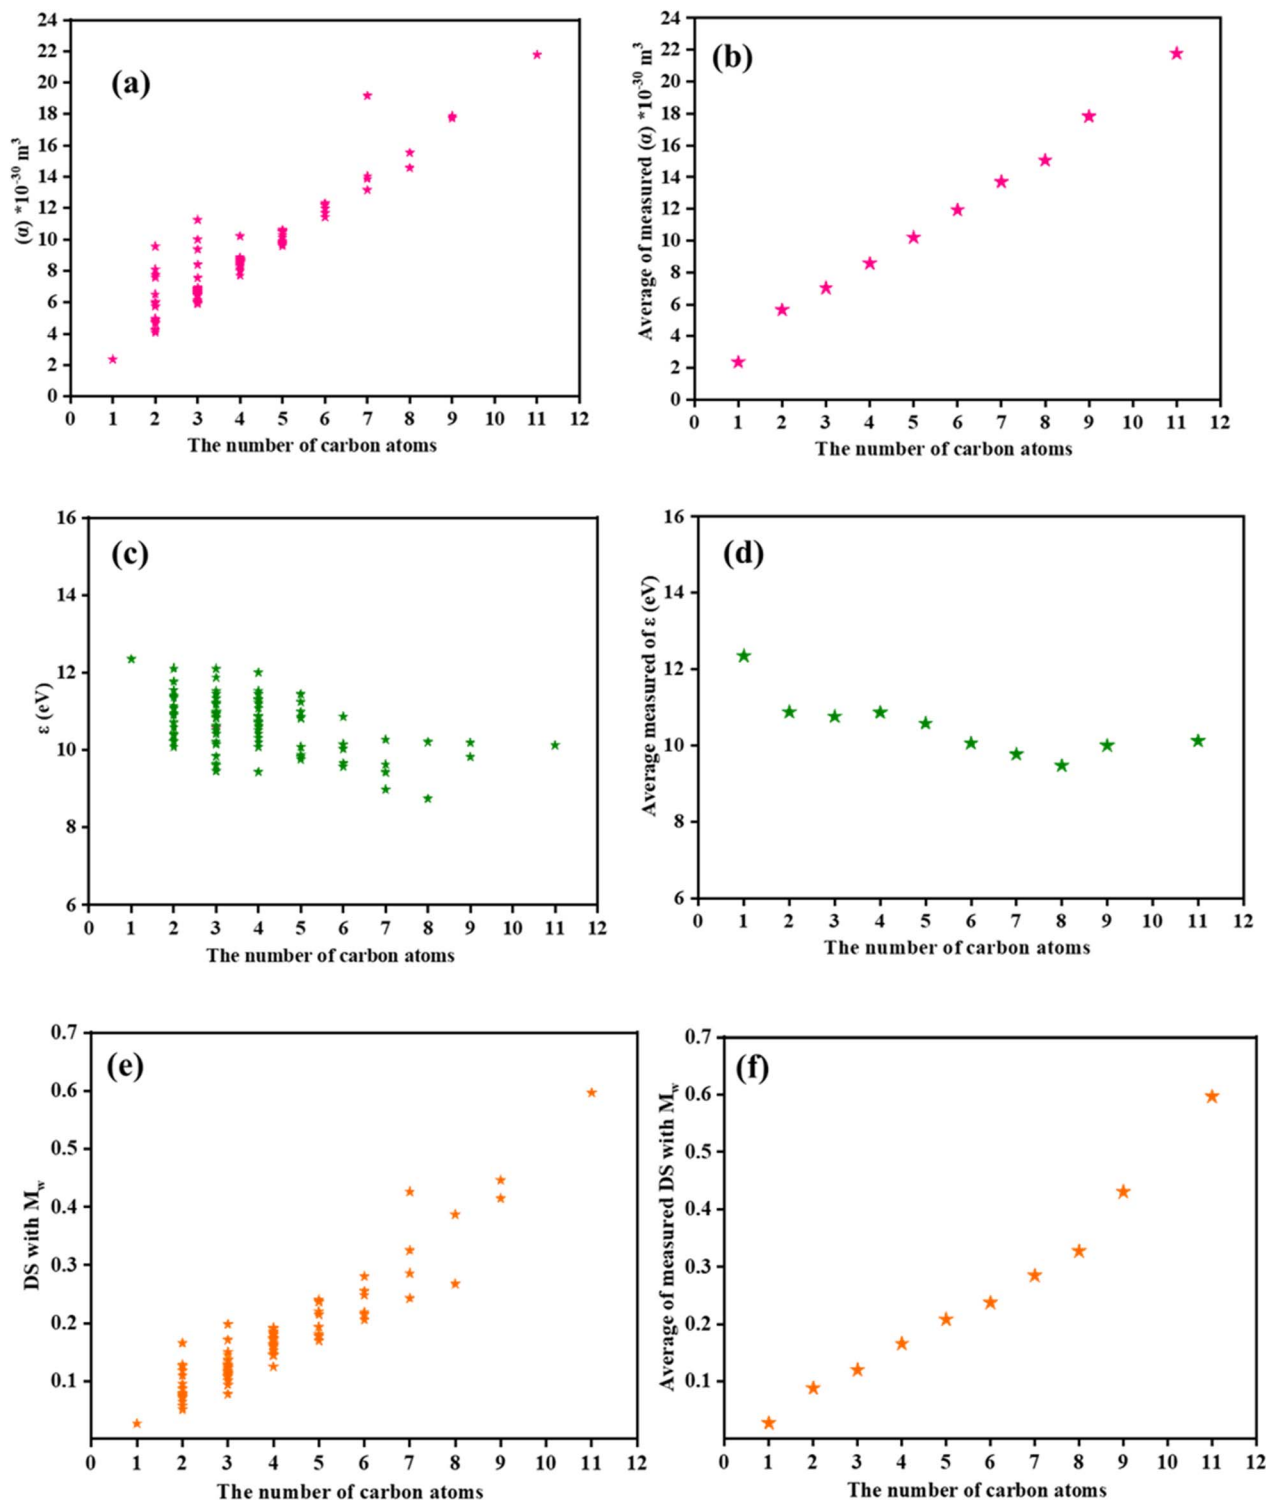 (a)
(α) *10⁻³⁰ m³
24
22
20
18
16
14
12
10
8
6
4
2
0
0 1 2 3 4 5 6 7 8 9 10 11 12
The number of carbon atoms
(b)
Average of measured (α) *10⁻³⁰ m³
24
22
20
18
16
14
12
10
8
6
4
2
0
0 1 2 3 4 5 6 7 8 9 10 11 12
The number of carbon atoms
(c)
ε (eV)
16
14
12
10
8
6
0 1 2 3 4 5 6 7 8 9 10 11 12
The number of carbon atoms
(d)
Average measured of ε (eV)
16
14
12
10
8
6
0 1 2 3 4 5 6 7 8 9 10 11 12
The number of carbon atoms
(e)
DS with Mw
0.7
0.6
0.5
0.4
0.3
0.2
0.1
0 1 2 3 4 5 6 7 8 9 10 11 12
The number of carbon atoms
(f)
Average of measured DS with Mw
0.7
0.6
0.5
0.4
0.3
0.2
0.1
0 1 2 3 4 5 6 7 8 9 10 11 12
The number of carbon atoms